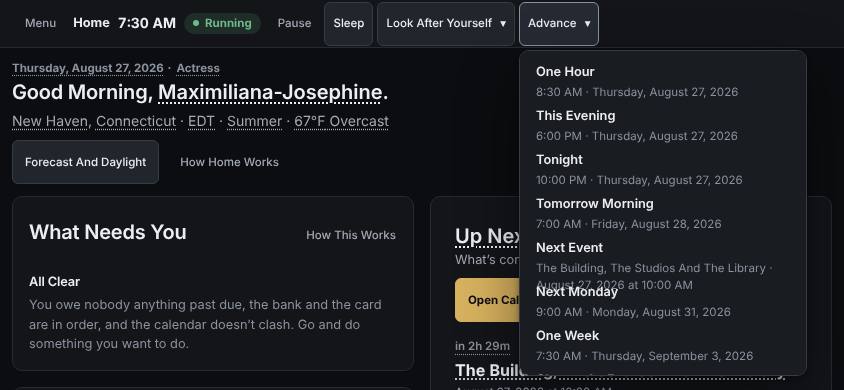 Menu Home 7:30 AM Running Pause Sleep Look After Yourself ▾ Advance ▾
Thursday, August 27, 2026 · Actress
Good Morning, Maximiliana-Josephine.
New Haven, Connecticut · EDT · Summer · 67°F Overcast
Forecast And Daylight How Home Works
What Needs You
How This Works
All Clear
You owe nobody anything past due, the bank and the card
are in order, and the calendar doesn't clash. Go and do
something you want to do.
Up Nex
What's con
Open Cal
in 2h 29m
The Building,
One Hour
8:30 AM · Thursday, August 27, 2026
This Evening
6:00 PM · Thursday, August 27, 2026
Tonight
10:00 PM · Thursday, August 27, 2026
Tomorrow Morning
7:00 AM · Friday, August 28, 2026
Next Event
The Building, The Studios And The Library ·
August 27, 2026 at 10:00 AM
Next Monday
9:00 AM · Monday, August 31, 2026
One Week
7:30 AM · Thursday, September 3, 2026